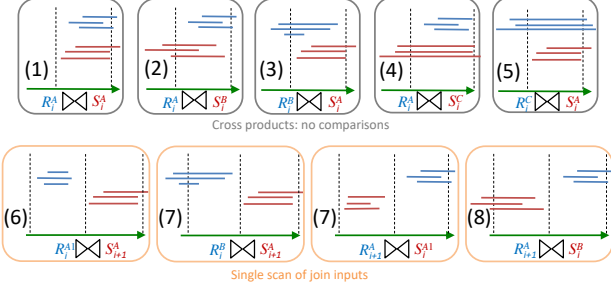 (1) (2) (3) (4) (5)
R_i^A ⋈ S_i^A R_i^A ⋈ S_i^B R_i^B ⋈ S_i^A R_i^A ⋈ S_i^C R_i^C ⋈ S_i^A
Cross products: no comparisons
(6) (7) (7) (8)
R_i^{A1} ⋈ S_{i+1}^A R_i^B ⋈ S_{i+1}^A R_{i+1}^A ⋈ S_i^{A1} R_{i+1}^A ⋈ S_i^B
Single scan of join inputs